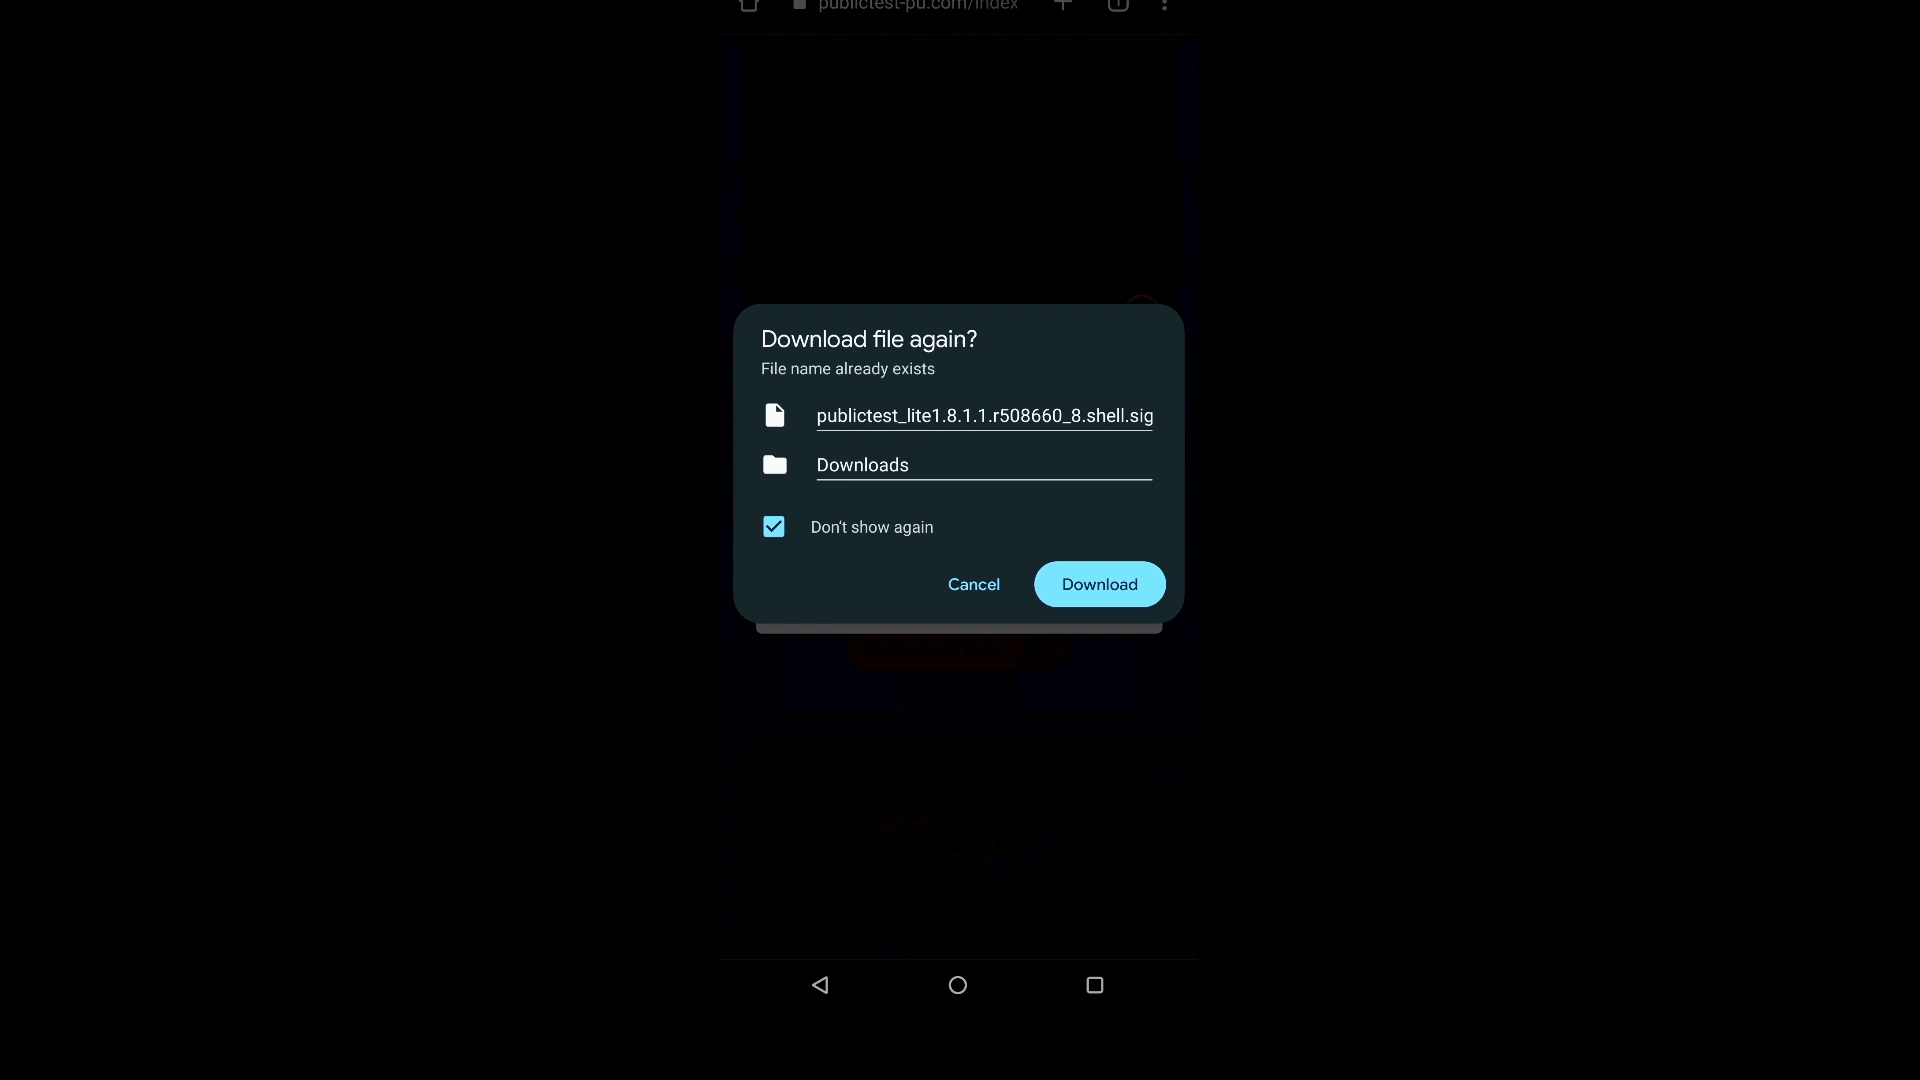 publictest-pu.com/index
Download file again?
File name already exists
publictest_lite1.8.1.1.r508660_8.shell.sig
Downloads
Don't show again
Cancel
Download